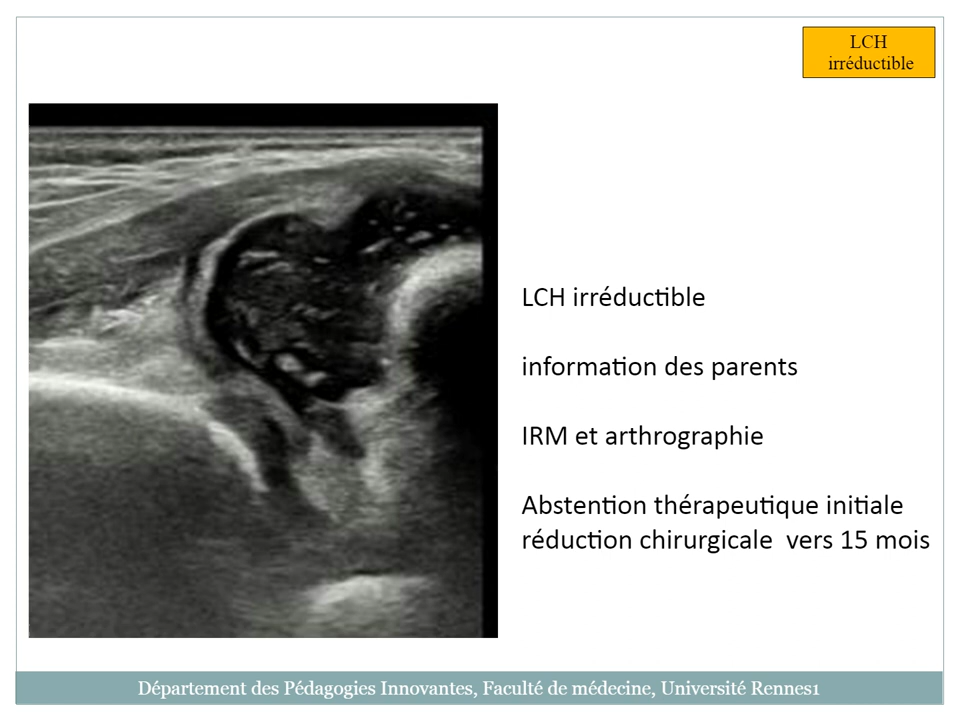 LCH
irréductible
LCH irréductible
information des parents
IRM et arthrographie
Abstention thérapeutique initiale
réduction chirurgicale vers 15 mois
Département des Pédagogies Innovantes, Faculté de médecine, Université Rennes1